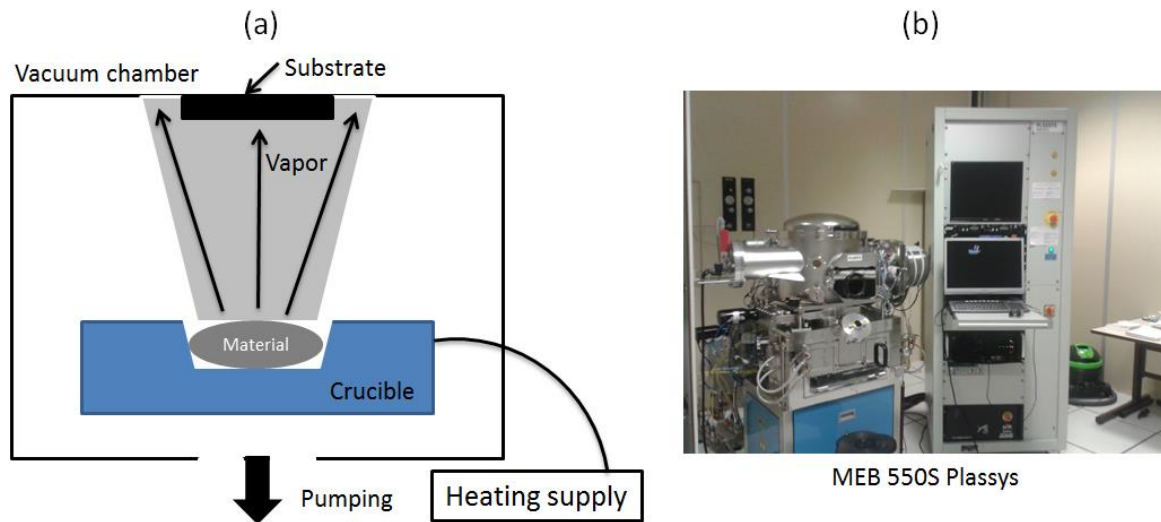 (a)
Vacuum chamber
Substrate
Vapor
Material
Crucible
Pumping
Heating supply
(b)
MEB 550S Plassys